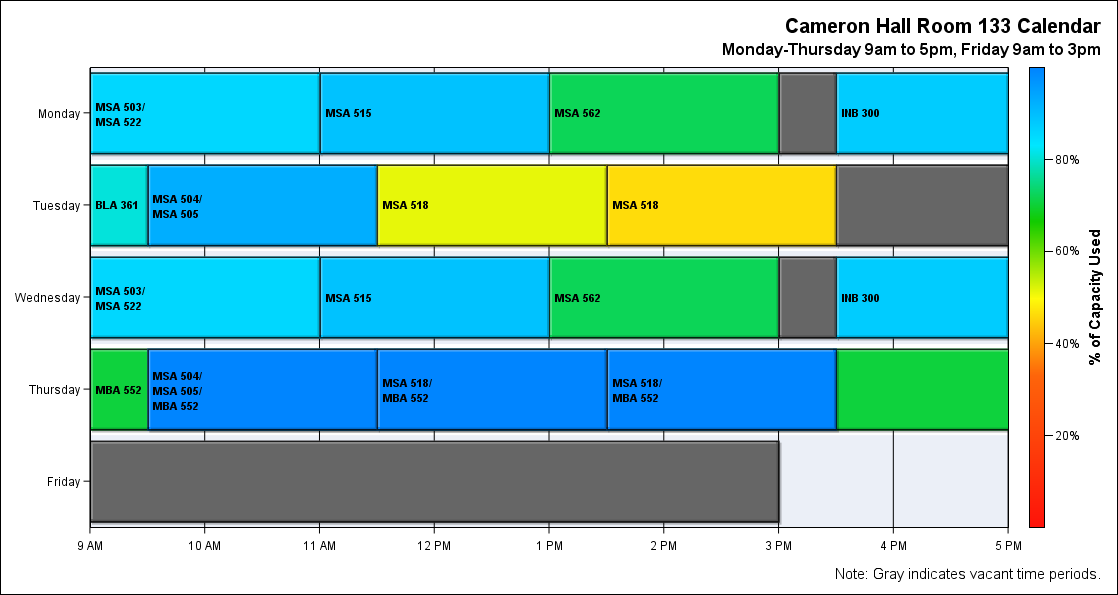 Cameron Hall Room 133 Calendar
Monday-Thursday 9am to 5pm, Friday 9am to 3pm
Monday
MSA 503/
MSA 522
MSA 515
MSA 562
INB 300
Tuesday
BLA 361
MSA 504/
MSA 505
MSA 518
MSA 518
Wednesday
MSA 503/
MSA 522
MSA 515
MSA 562
INB 300
Thursday
MBA 552
MSA 504/
MSA 505/
MBA 552
MSA 518/
MBA 552
MSA 518/
MBA 552
Friday
9 AM
10 AM
11 AM
12 PM
1 PM
2 PM
3 PM
4 PM
5 PM
80%
60%
40%
20%
% of Capacity Used
Note: Gray indicates vacant time periods.